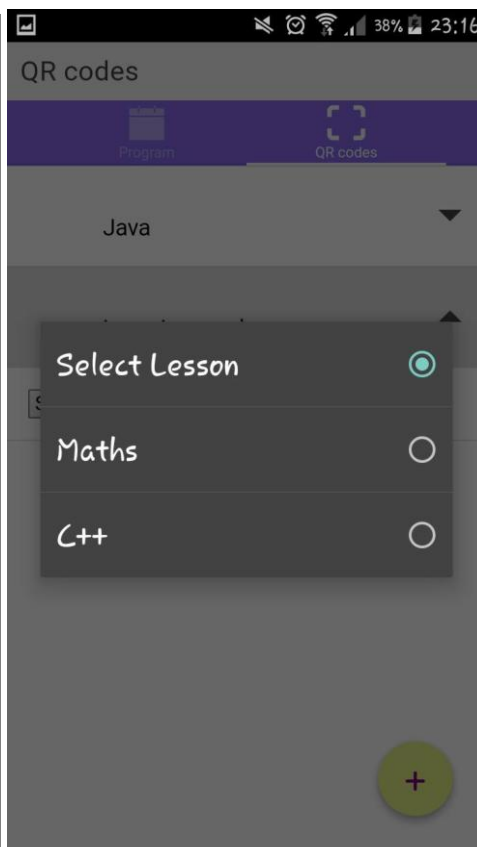 38% 23:16
QR codes
Program
QR codes
Java
Select Lesson
Maths
C++
+